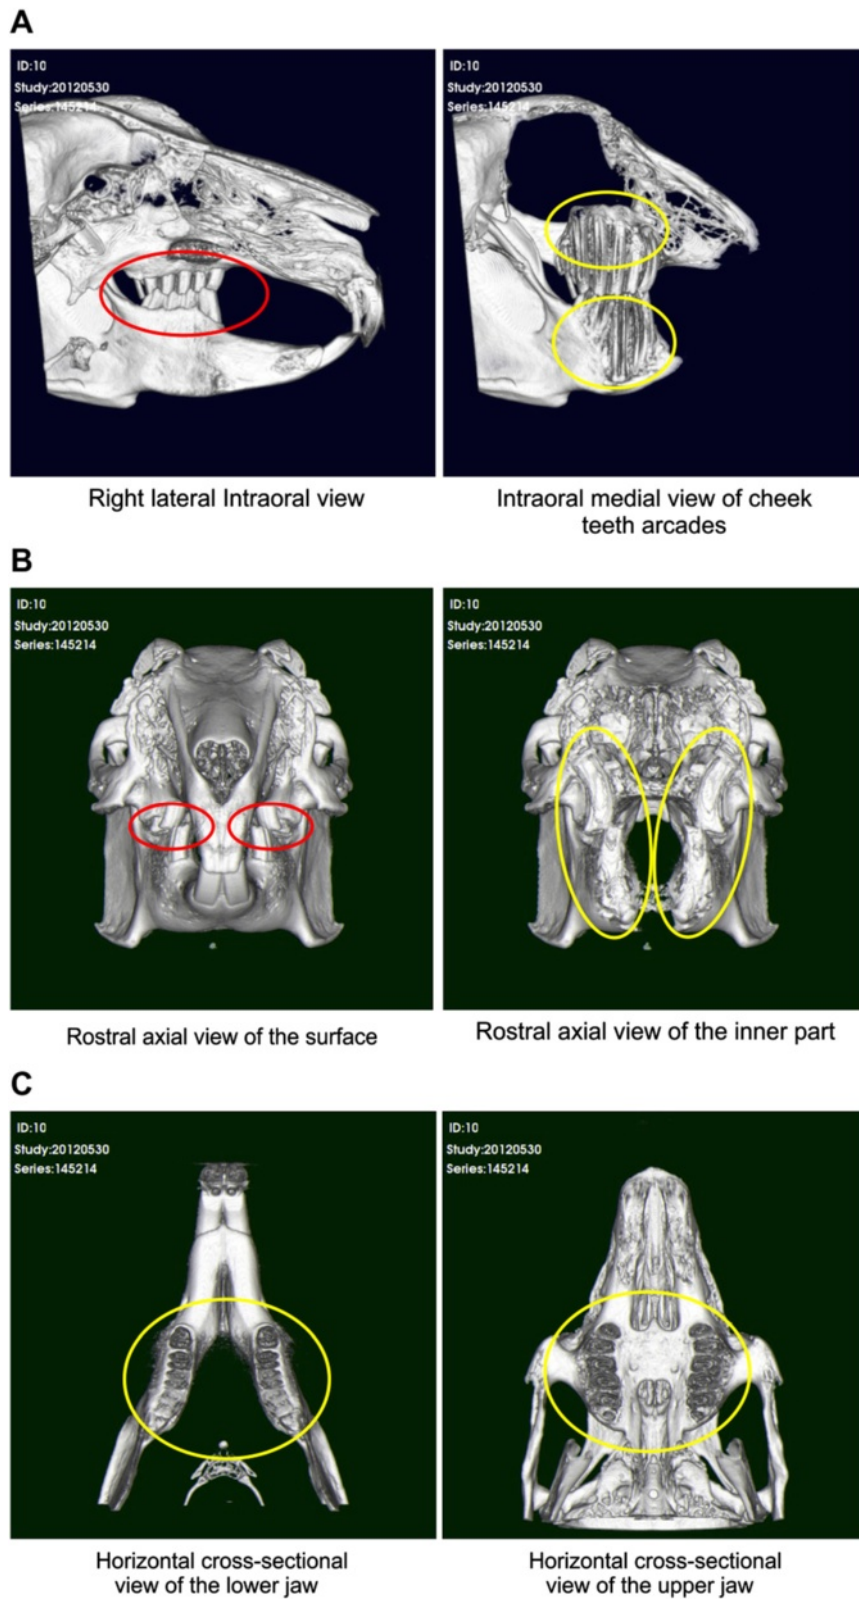 A
ID:10
Study:20120530
Series:145214
ID:10
Study:20120530
Series:145214
Right lateral Intraoral view
Intraoral medial view of cheek
teeth arcades
B
ID:10
Study:20120530
Series:145214
ID:10
Study:20120530
Series:145214
Rostral axial view of the surface
Rostral axial view of the inner part
C
ID:10
Study:20120530
Series:145214
ID:10
Study:20120530
Series:145214
Horizontal cross-sectional
view of the lower jaw
Horizontal cross-sectional
view of the upper jaw